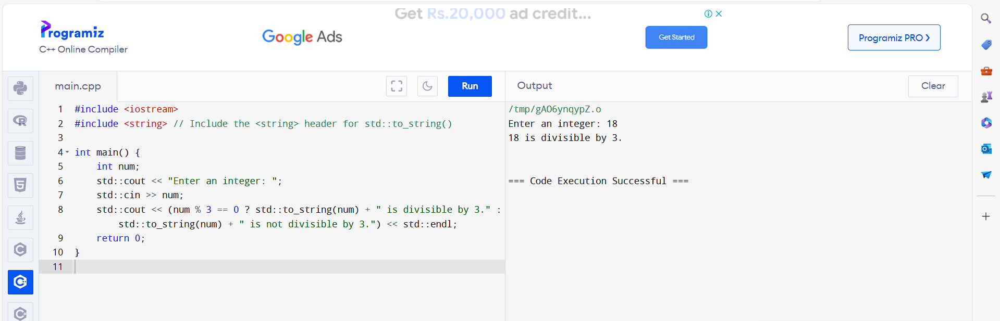 Get Rs.20,000 ad credit...
Programiz
C++ Online Compiler
Google Ads
Get Started
Programiz PRO ❯
main.cpp
Run
Output
Clear
1 #include <iostream>
2 #include <string> // Include the <string> header for std::to_string()
3
4 int main() {
5     int num;
6     std::cout << "Enter an integer: ";
7     std::cin >> num;
8     std::cout << (num % 3 == 0 ? std::to_string(num) + " is divisible by 3." :
        std::to_string(num) + " is not divisible by 3.") << std::endl;
9     return 0;
10 }
11
/tmp/gAO6ynqypZ.o
Enter an integer: 18
18 is divisible by 3.
=== Code Execution Successful ===